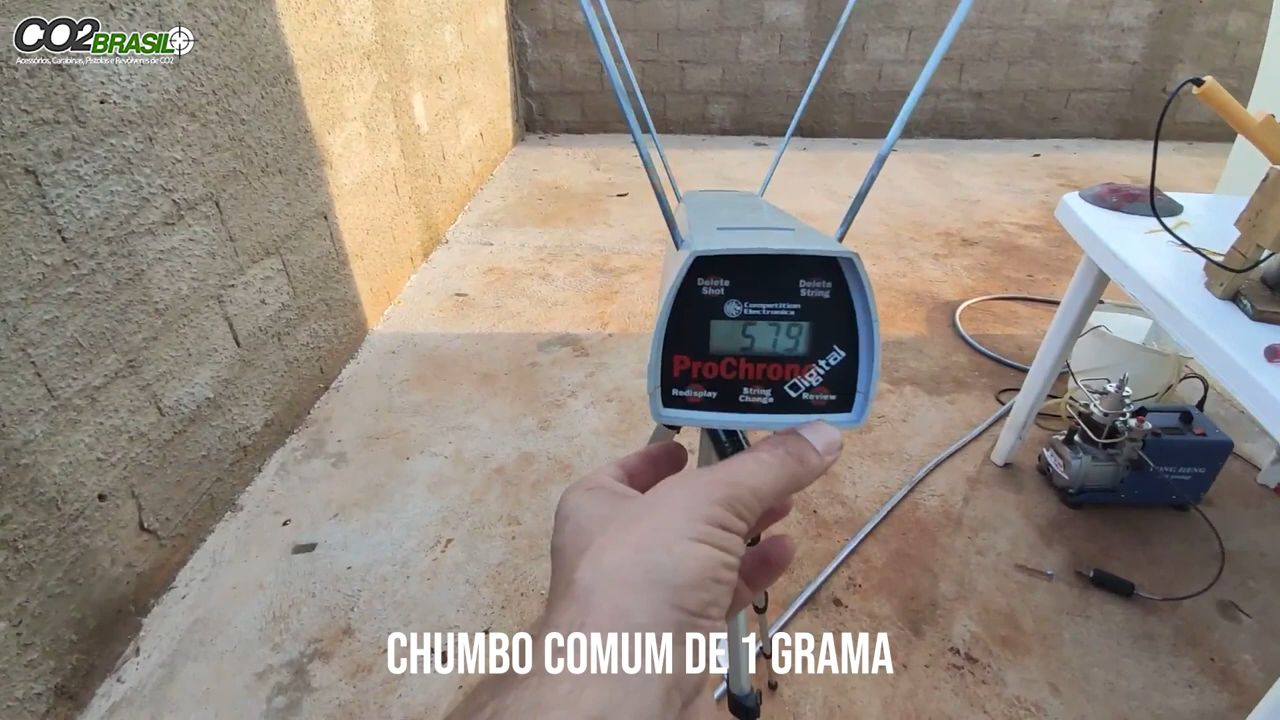 CO2BRASIL
Acessórios, Carabinas, Pistolas e Revólveres de CO2
Delete
Shot
Delete
String
Competition
Electronics
579
ProChrono
Digital
Redisplay
String
Change
Review
CHUMBO COMUM DE 1 GRAMA